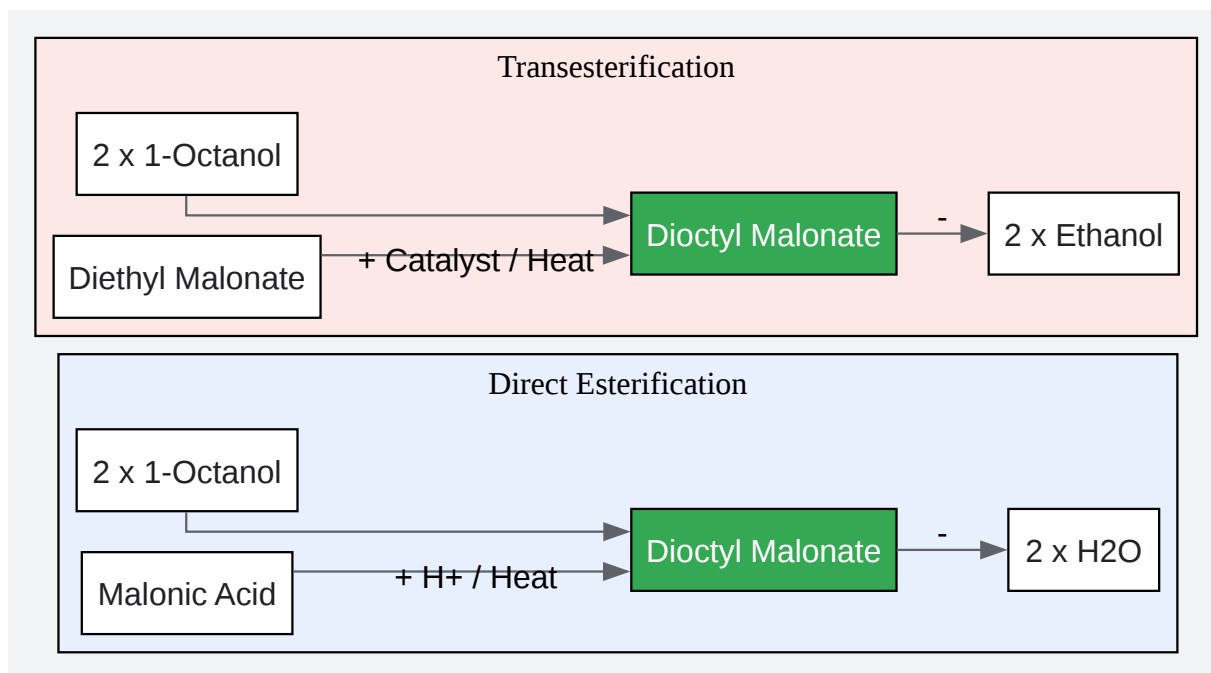 Transesterification
2 x 1-Octanol
Diethyl Malonate
+ Catalyst / Heat
Dioctyl Malonate
-
2 x Ethanol
Direct Esterification
2 x 1-Octanol
Malonic Acid
+ H+ / Heat
Dioctyl Malonate
-
2 x H2O